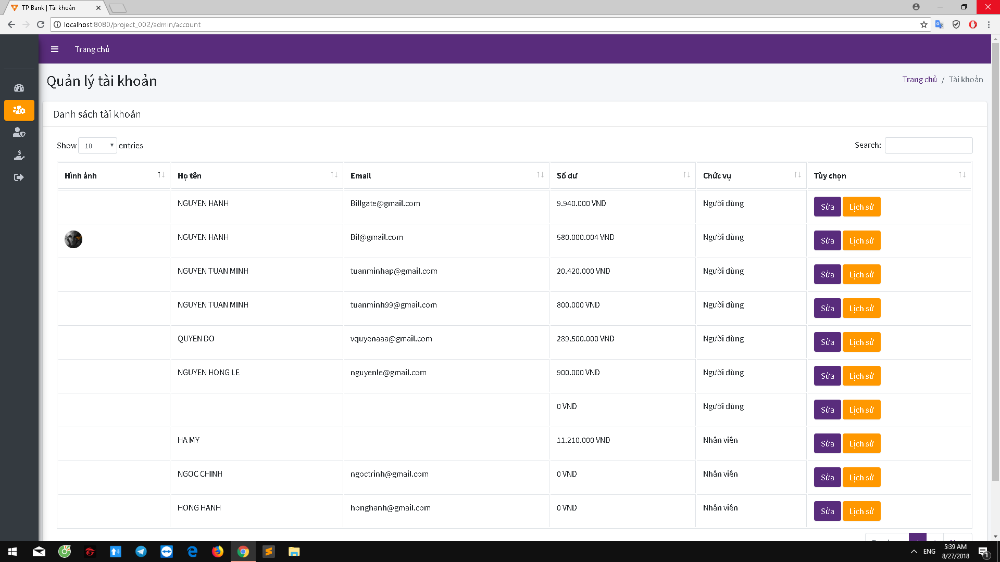 TP Bank | Tài khoản
localhost:8080/project_002/admin/account
Trang chủ
Quản lý tài khoản
Trang chủ / Tài khoản
Danh sách tài khoản
Show 10 entries
Search:
Hình ảnh Họ tên Email Số dư Chức vụ Tùy chọn
NGUYEN HANH Billgate@gmail.com 9.940.000 VND Người dùng Sửa Lịch sử
NGUYEN HANH Bil@gmail.com 580.000.004 VND Người dùng Sửa Lịch sử
NGUYEN TUAN MINH tuanminhap@gmail.com 20.420.000 VND Người dùng Sửa Lịch sử
NGUYEN TUAN MINH tuanminh99@gmail.com 800.000 VND Người dùng Sửa Lịch sử
QUYEN DO vquyenaaa@gmail.com 289.500.000 VND Người dùng Sửa Lịch sử
NGUYEN HONG LE nguyenle@gmail.com 900.000 VND Người dùng Sửa Lịch sử
0 VND Người dùng Sửa Lịch sử
HA MY 11.210.000 VND Nhân viên Sửa Lịch sử
NGOC CHINH ngoctrinh@gmail.com 0 VND Nhân viên Sửa Lịch sử
HONG HANH honghanh@gmail.com 0 VND Nhân viên Sửa Lịch sử
ENG
5:39 AM
8/27/2018
1